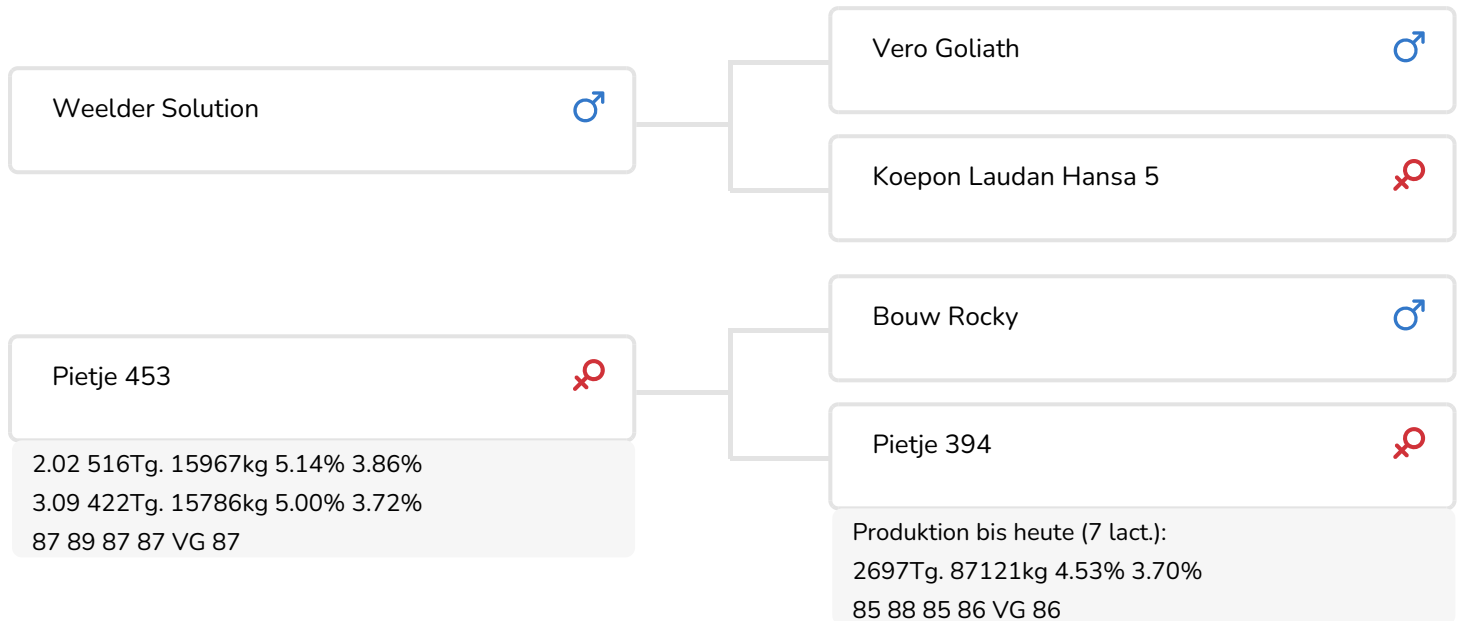 Weelder Solution
Vero Goliath
Koepon Laudan Hansa 5
Pietje 453
2.02 516Tg. 15967kg 5.14% 3.86%
3.09 422Tg. 15786kg 5.00% 3.72%
87 89 87 87 VG 87
Bouw Rocky
Pietje 394
Produktion bis heute (7 lact.):
2697Tg. 87121kg 4.53% 3.70%
85 88 85 86 VG 86